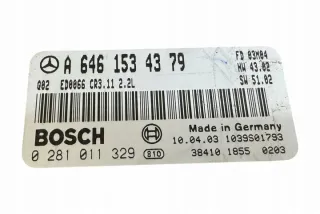 A 646 153 43 79
FD 03M04
HW 43.02
Q02 ED0066 CR3.11 2.2L
SW 51.02
BOSCH
Made in Germany
10.04.03 1039S01793
0 281 011 329 810
38410 1855 0203